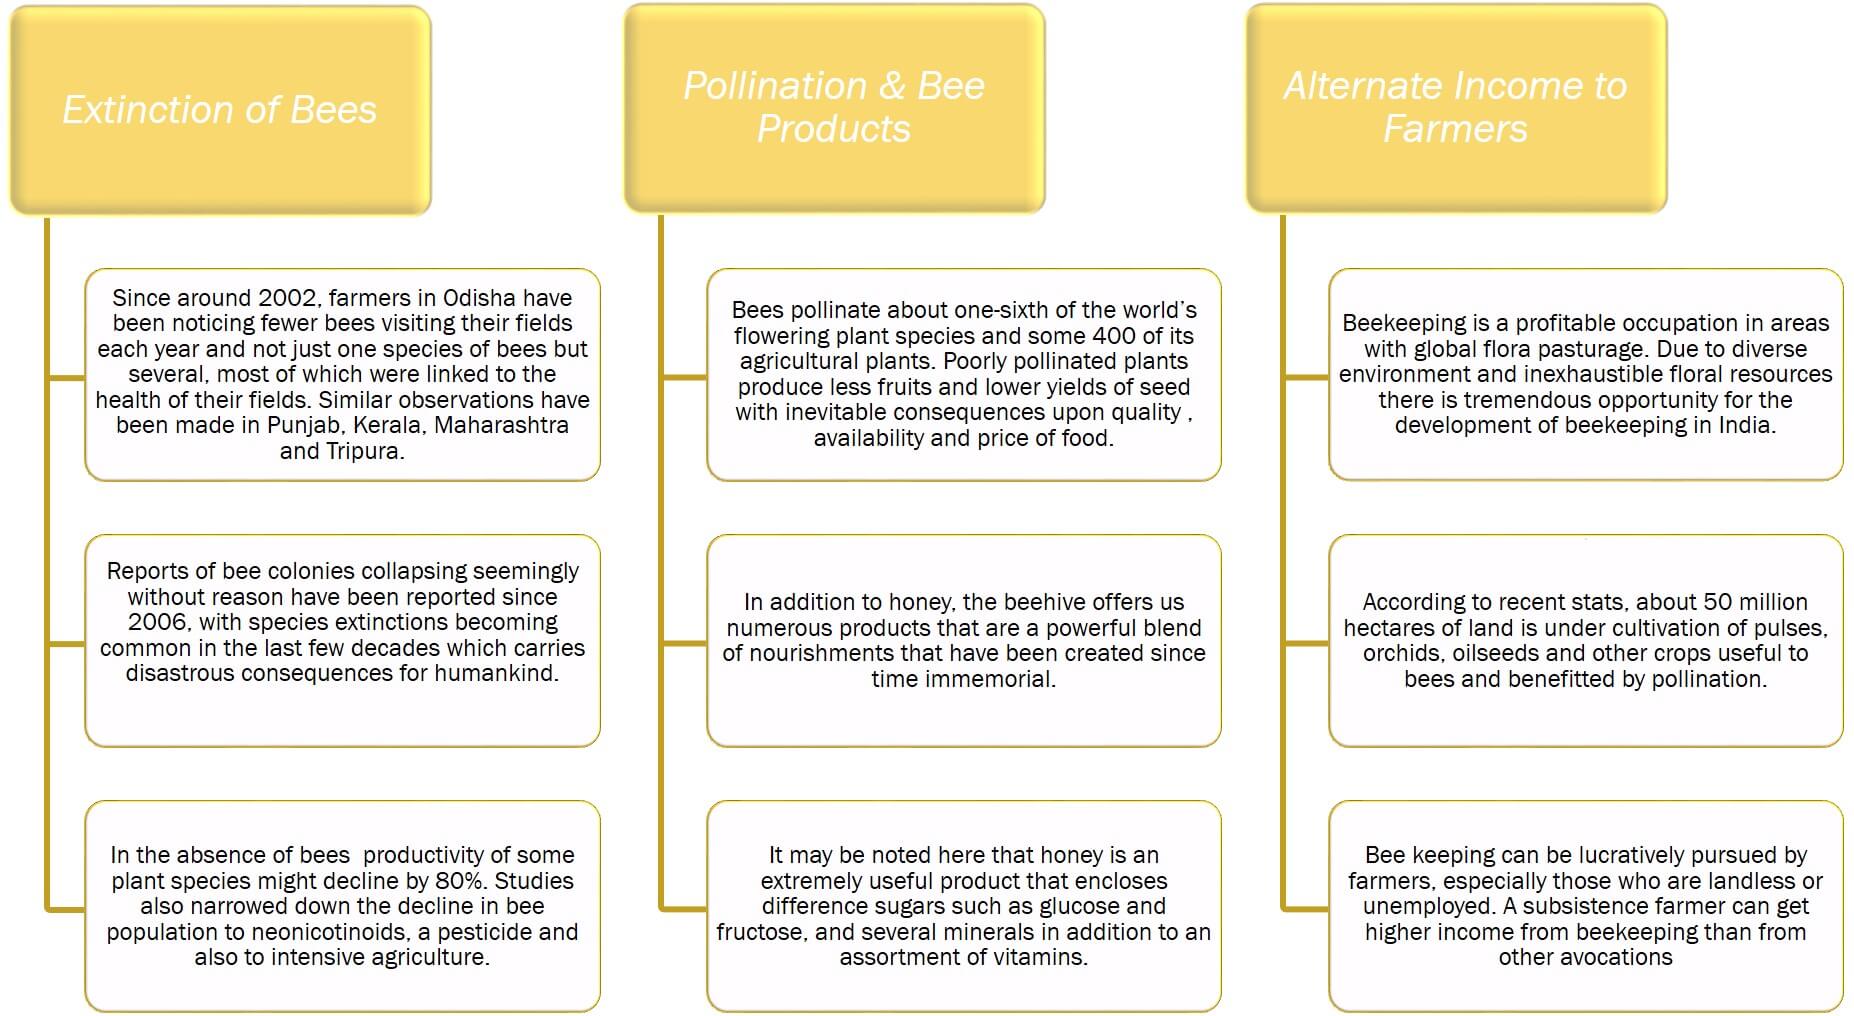 Extinction of Bees
Since around 2002, farmers in Odisha have
been noticing fewer bees visiting their fields
each year and not just one species of bees but
several, most of which were linked to the
health of their fields. Similar observations have
been made in Punjab, Kerala, Maharashtra
and Tripura.
Reports of bee colonies collapsing seemingly
without reason have been reported since
2006, with species extinctions becoming
common in the last few decades which carries
disastrous consequences for humankind.
In the absence of bees  productivity of some
plant species might decline by 80%. Studies
also narrowed down the decline in bee
population to neonicotinoids, a pesticide and
also to intensive agriculture.
Pollination & Bee
Products
Bees pollinate about one-sixth of the world’s
flowering plant species and some 400 of its
agricultural plants. Poorly pollinated plants
produce less fruits and lower yields of seed
with inevitable consequences upon quality ,
availability and price of food.
In addition to honey, the beehive offers us
numerous products that are a powerful blend
of nourishments that have been created since
time immemorial.
It may be noted here that honey is an
extremely useful product that encloses
difference sugars such as glucose and
fructose, and several minerals in addition to an
assortment of vitamins.
Alternate Income to
Farmers
Beekeeping is a profitable occupation in areas
with global flora pasturage. Due to diverse
environment and inexhaustible floral resources
there is tremendous opportunity for the
development of beekeeping in India.
According to recent stats, about 50 million
hectares of land is under cultivation of pulses,
orchids, oilseeds and other crops useful to
bees and benefitted by pollination.
Bee keeping can be lucratively pursued by
farmers, especially those who are landless or
unemployed. A subsistence farmer can get
higher income from beekeeping than from
other avocations